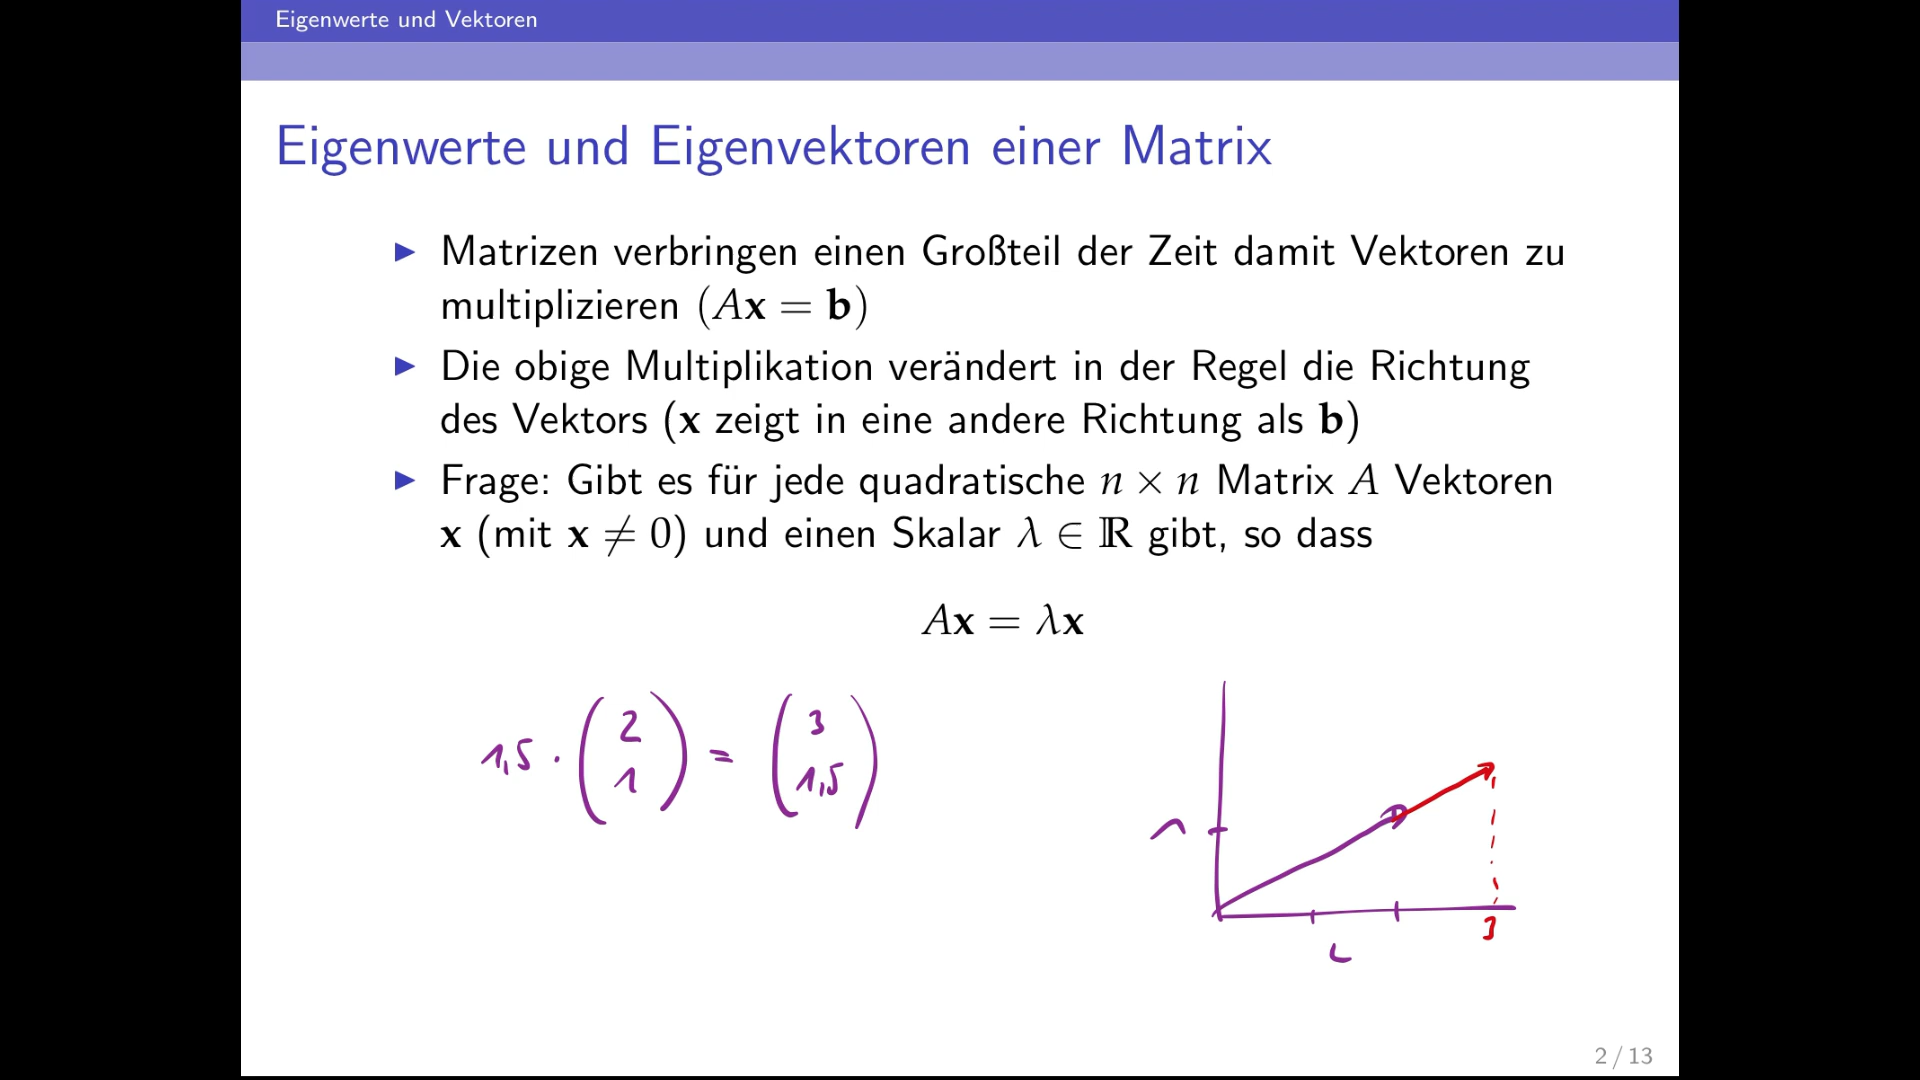 Eigenwerte und Vektoren
Eigenwerte und Eigenvektoren einer Matrix
▶ Matrizen verbringen einen Großteil der Zeit damit Vektoren zu
multiplizieren (Ax = b)
▶ Die obige Multiplikation verändert in der Regel die Richtung
des Vektors (x zeigt in eine andere Richtung als b)
▶ Frage: Gibt es für jede quadratische n × n Matrix A Vektoren
x (mit x ≠ 0) und einen Skalar λ ∈ ℝ gibt, so dass
Ax = λx
1,5 · (2 1) = (3 1,5)
1
3
2 / 13